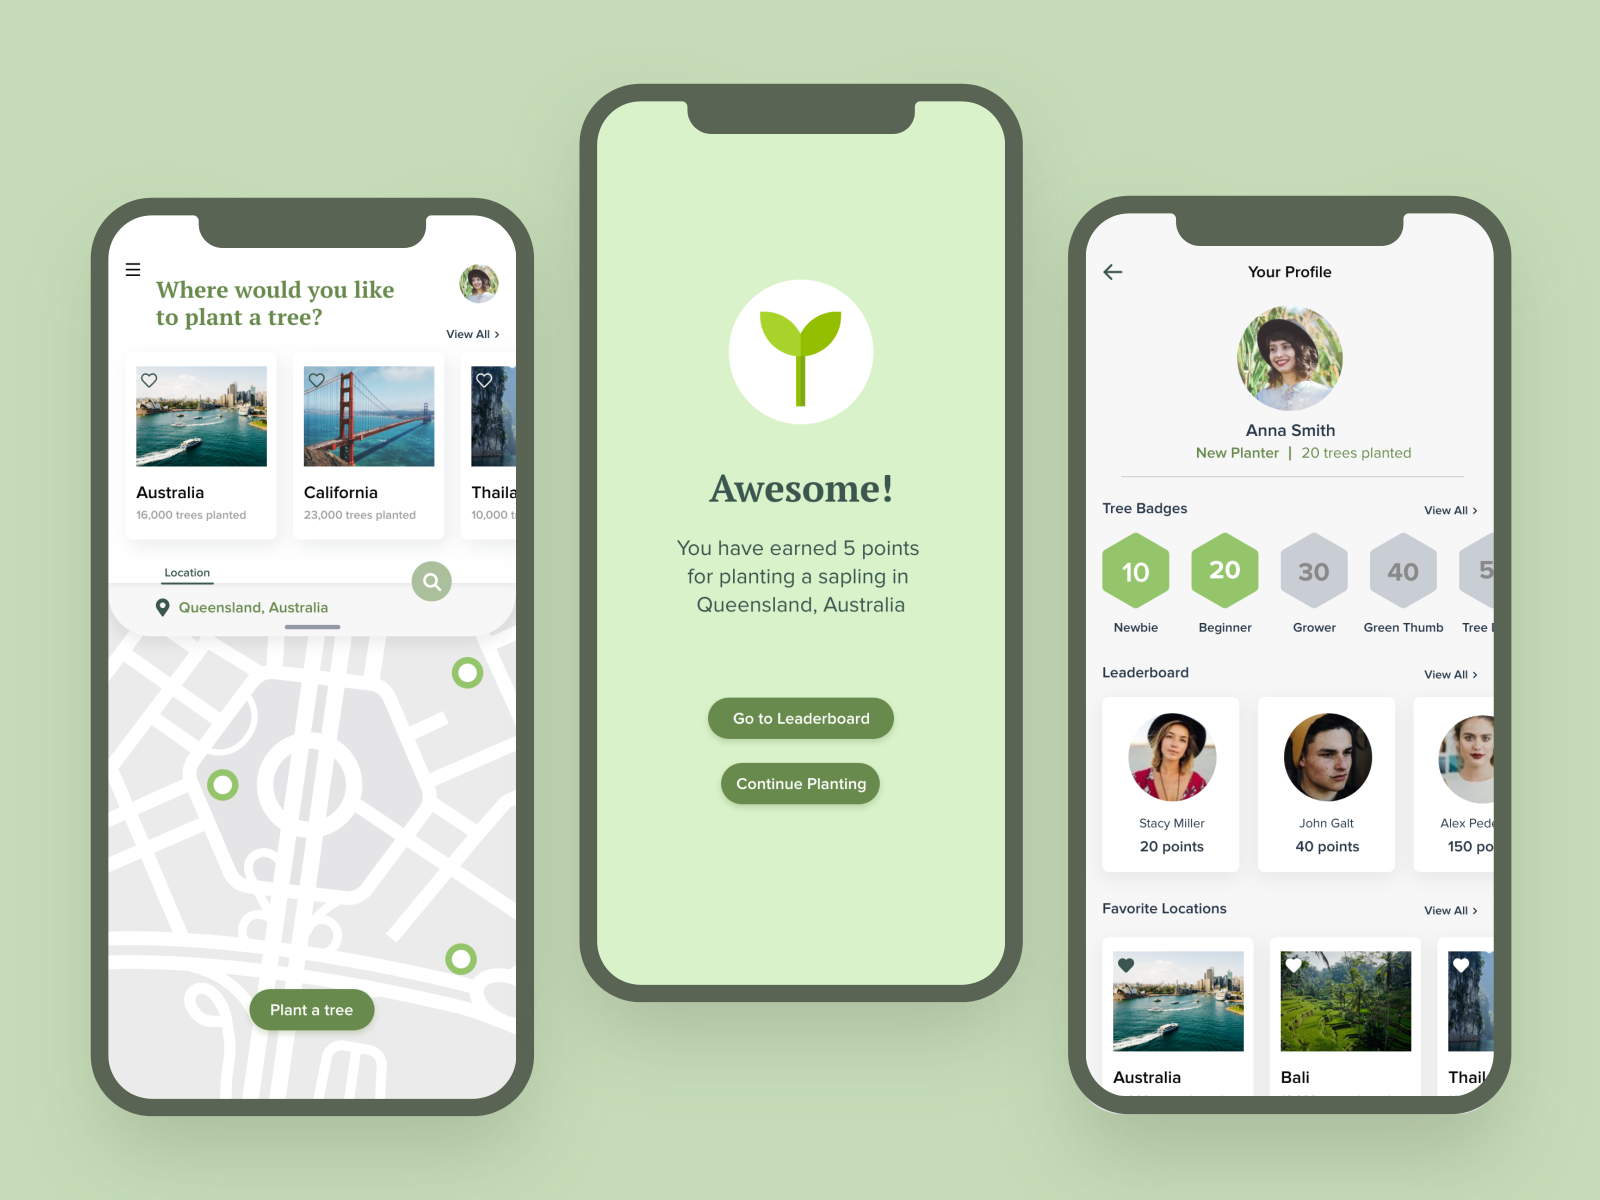 Where would you like
to plant a tree?
View All >
Australia
16,000 trees planted
California
23,000 trees planted
Thaila
10,000 t
Location
Queensland, Australia
Plant a tree
Awesome!
You have earned 5 points
for planting a sapling in
Queensland, Australia
Go to Leaderboard
Continue Planting
Your Profile
Anna Smith
New Planter | 20 trees planted
Tree Badges
View All >
10
20
30
40
5
Newbie
Beginner
Grower
Green Thumb
Tree
Leaderboard
View All >
Stacy Miller
20 points
John Galt
40 points
Alex Pede
150 po
Favorite Locations
View All >
Australia
Bali
Thail